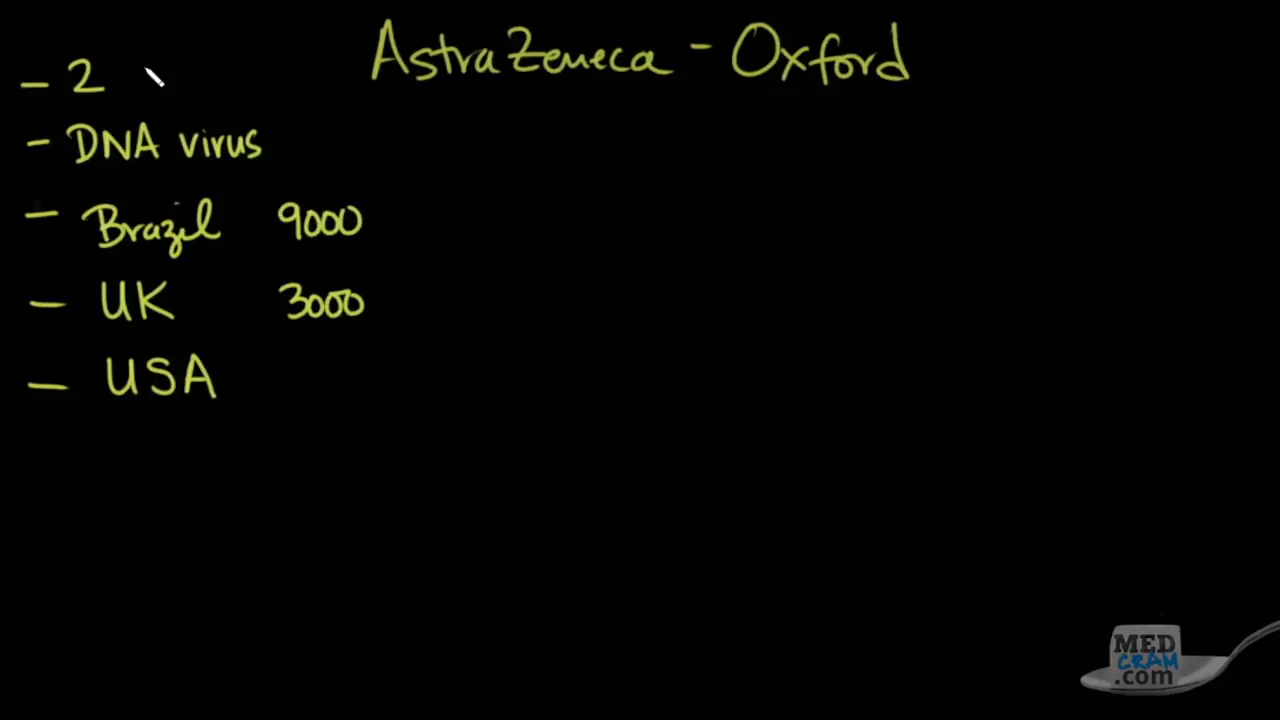 AstraZeneca - Oxford
- 2
- DNA virus
- Brazil 9000
- UK 3000
- USA
MED
CRAM
.com